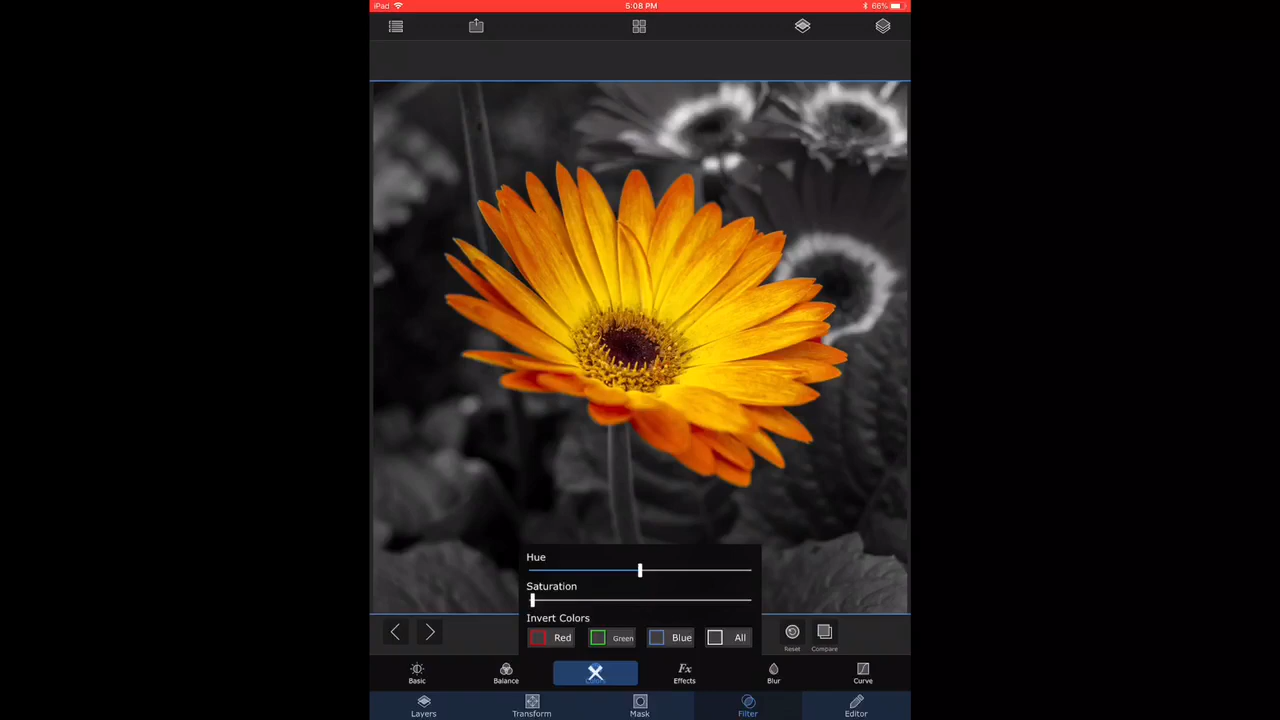 iPad 5:08 PM 66%
Hue
Saturation
Invert Colors
Red Green Blue All
Reset Compare
Basic Balance Colors Effects Blur Curve
Layers Transform Mask Filter Editor